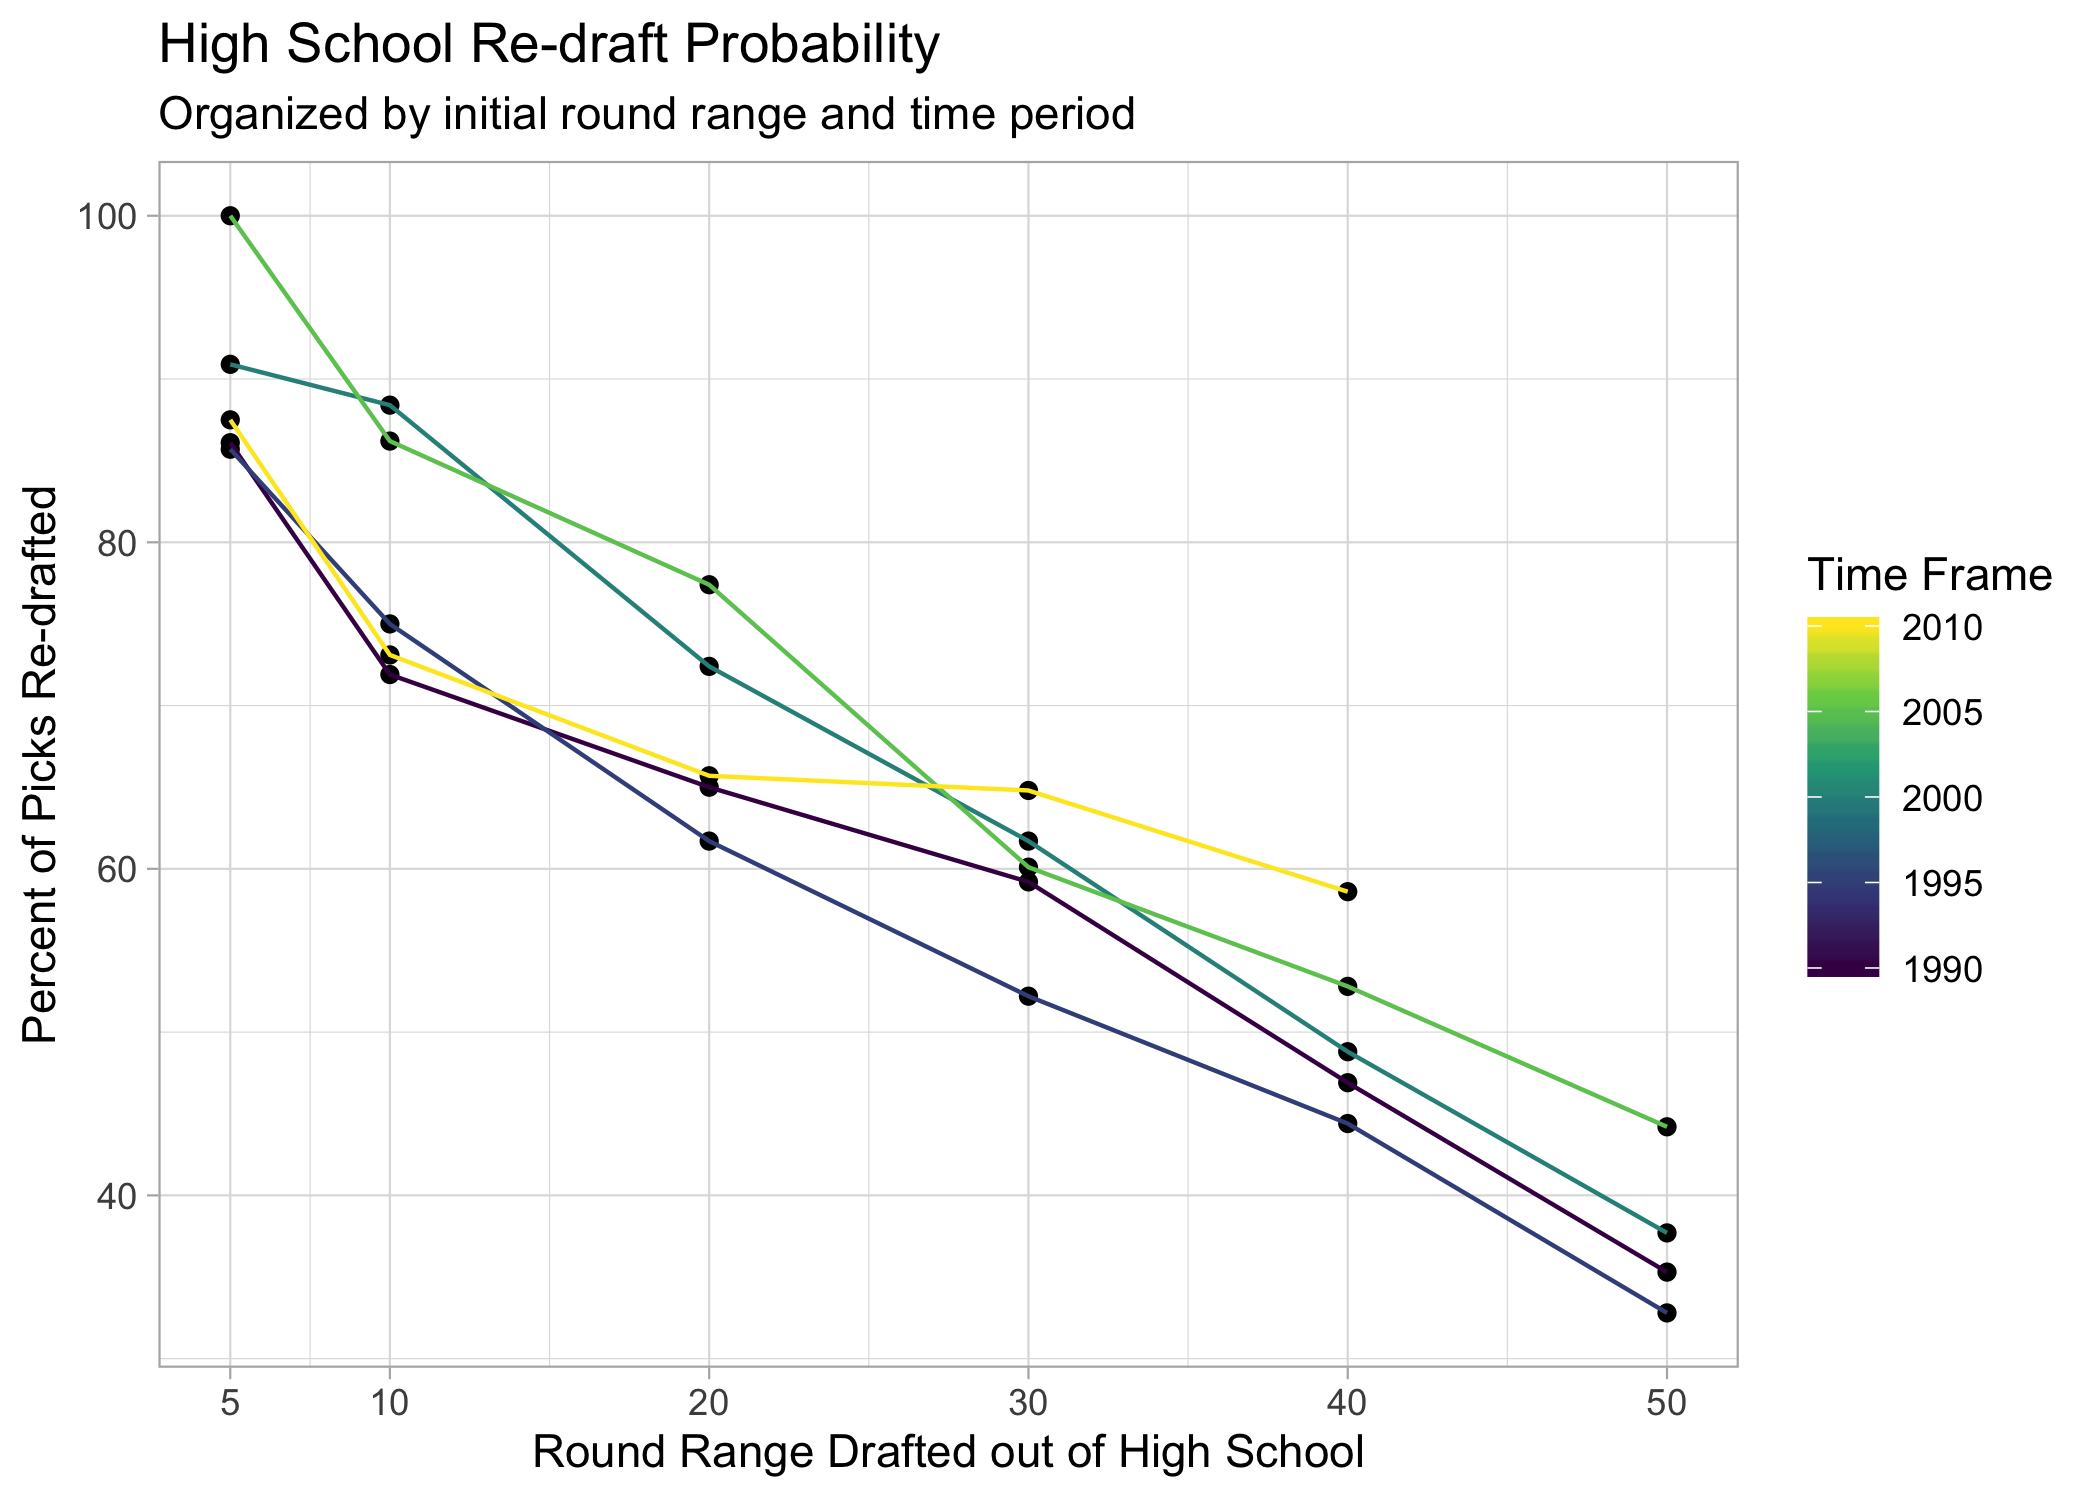 High School Re-draft Probability
Organized by initial round range and time period
Percent of Picks Re-drafted
100
80
60
40
5 10 20 30 40 50
Round Range Drafted out of High School
Time Frame
2010
2005
2000
1995
1990